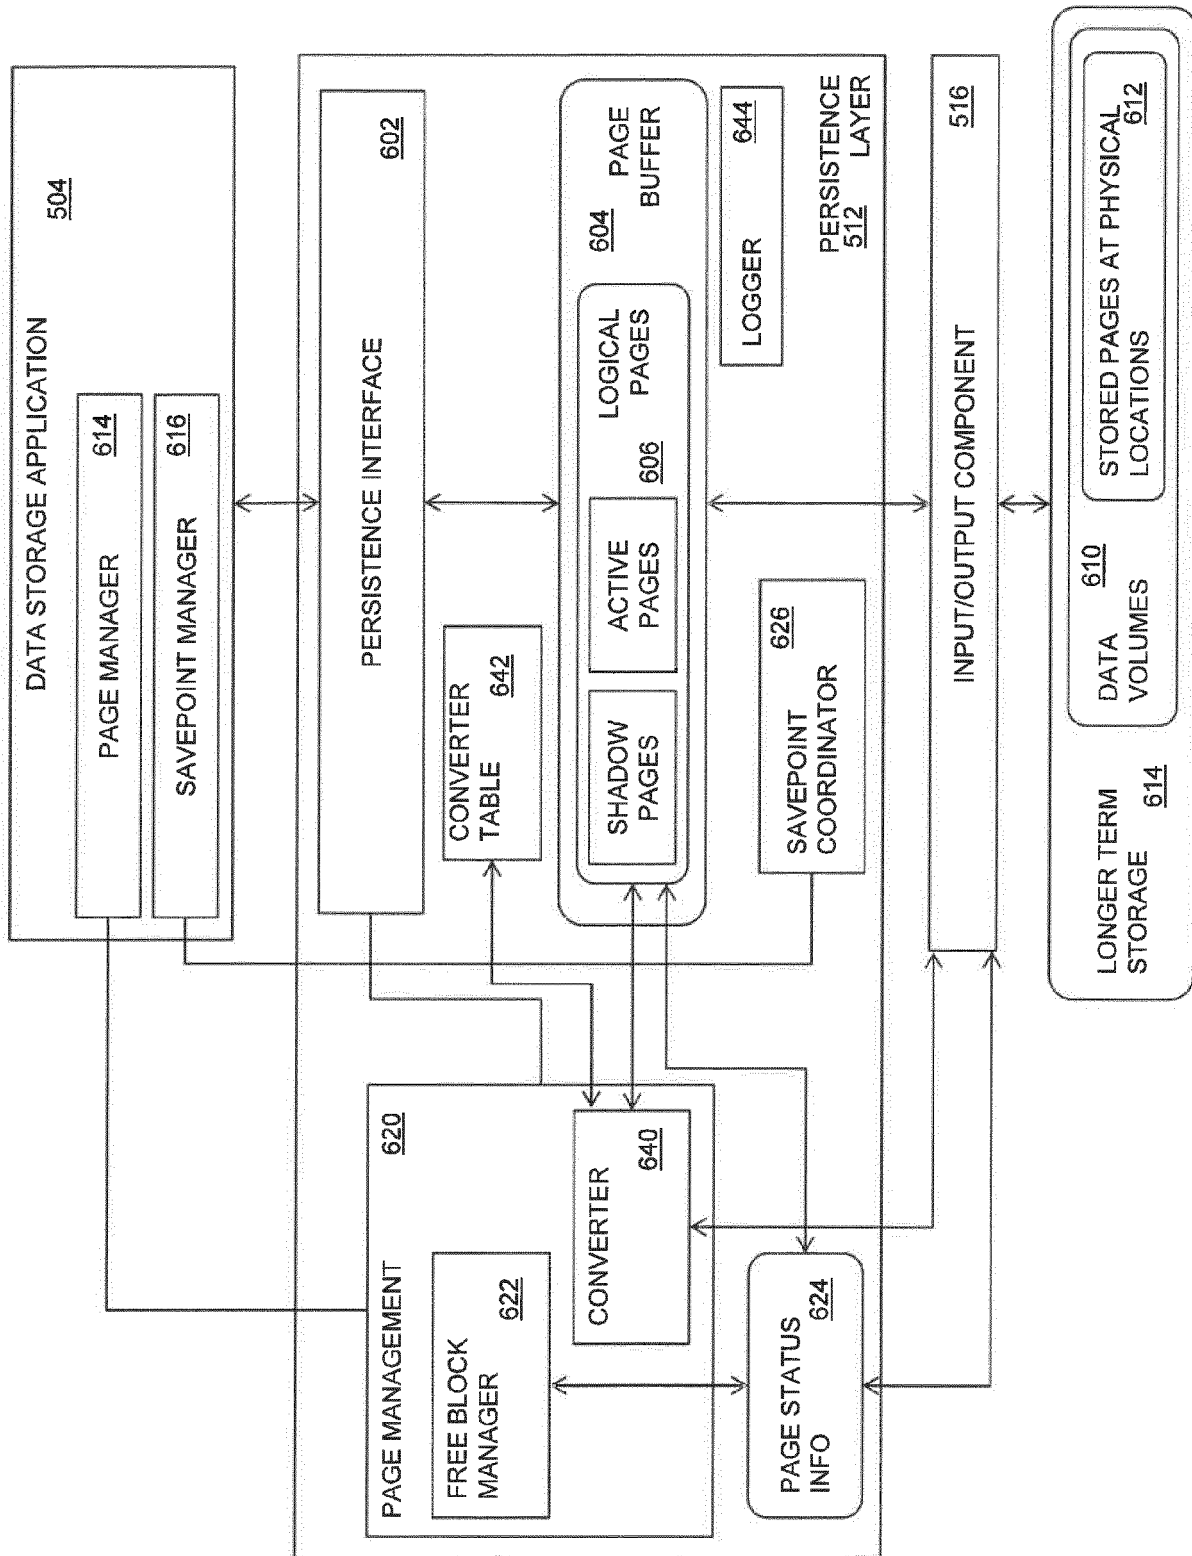 DATA STORAGE APPLICATION
504
PAGE MANAGER
614
SAVEPOINT MANAGER
616
PERSISTENCE INTERFACE
602
PAGE MANAGEMENT
620
FREE BLOCK
MANAGER
622
CONVERTER
640
CONVERTER
TABLE
642
SHADOW
PAGES
ACTIVE
PAGES
LOGICAL
PAGES
606
604
PAGE
BUFFER
PAGE STATUS
INFO
624
SAVEPOINT
COORDINATOR
626
LOGGER
644
PERSISTENCE
512
LAYER
INPUT/OUTPUT COMPONENT
516
LONGER TERM
STORAGE
614
DATA
VOLUMES
610
STORED PAGES AT PHYSICAL
LOCATIONS
612